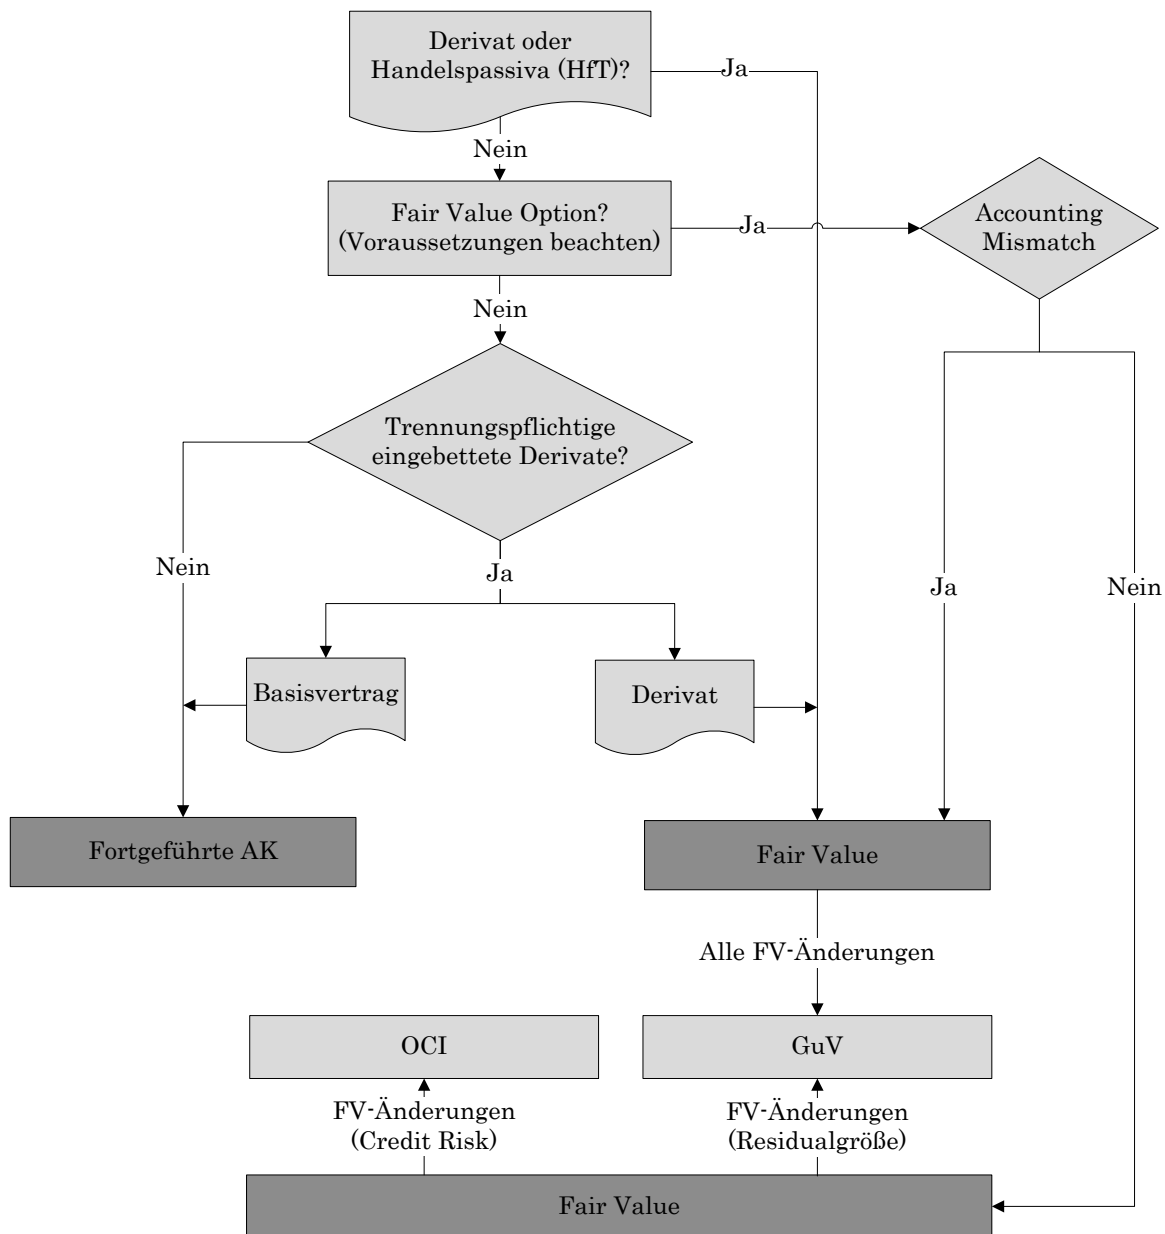 Derivat oder
Handelspassiva (HfT)?
Ja
Nein
Fair Value Option?
(Voraussetzungen beachten)
Ja
Accounting
Mismatch
Nein
Trennungspflichtige
eingebettete Derivate?
Nein
Ja
Ja
Nein
Basisvertrag
Derivat
Fortgeführte AK
Fair Value
Alle FV-Änderungen
OCI
GuV
FV-Änderungen
(Credit Risk)
FV-Änderungen
(Residualgröße)
Fair Value